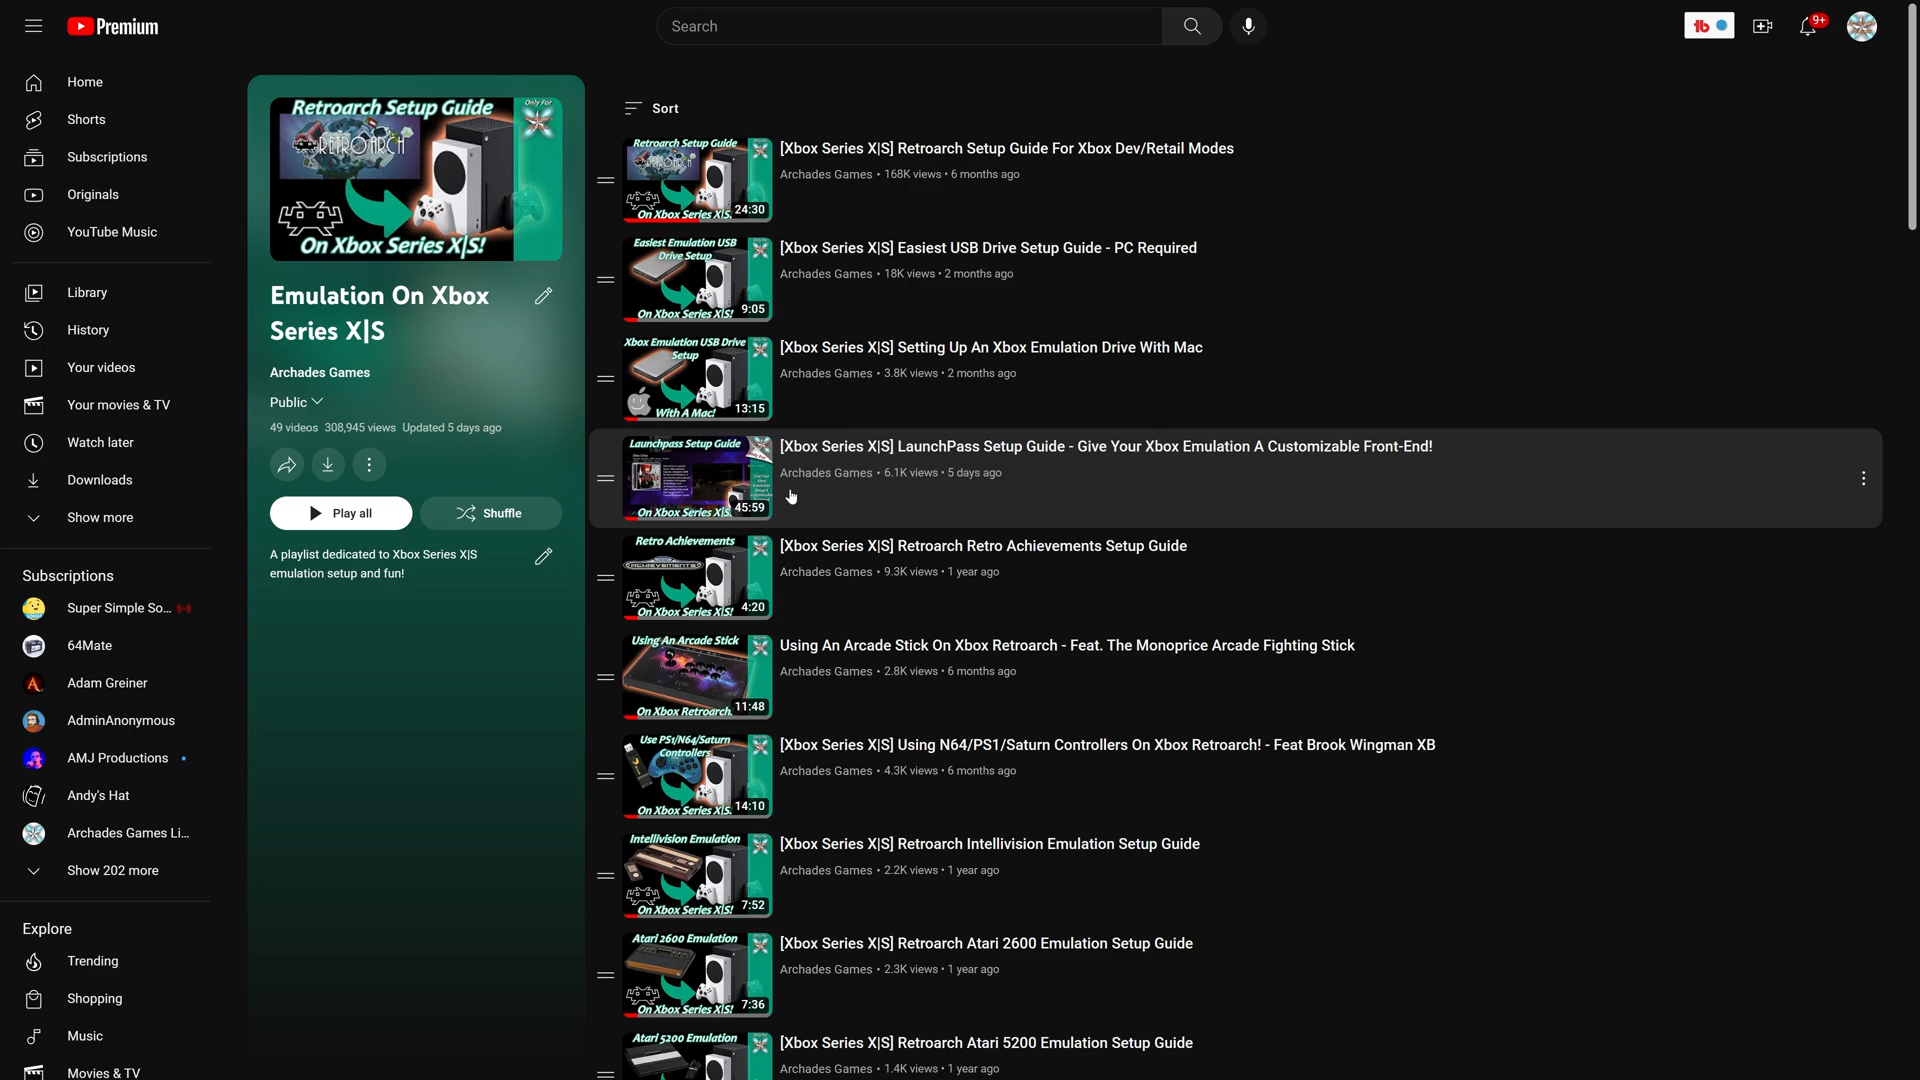 Premium
Search
9+
Home
Shorts
Subscriptions
Originals
YouTube Music
Library
History
Your videos
Your movies & TV
Watch later
Downloads
Show more
Subscriptions
Super Simple So...
64Mate
Adam Greiner
AdminAnonymous
AMJ Productions
Andy's Hat
Archades Games Li...
Show 202 more
Explore
Trending
Shopping
Music
Movies & TV
Retroarch Setup Guide
Only For
RETROARCH
On Xbox Series X|S!
Emulation On Xbox
Series X|S
Archades Games
Public
49 videos 308,945 views Updated 5 days ago
Play all
Shuffle
A playlist dedicated to Xbox Series X|S
emulation setup and fun!
Sort
Retroarch Setup Guide
On Xbox Series X|S!
24:30
[Xbox Series X|S] Retroarch Setup Guide For Xbox Dev/Retail Modes
Archades Games • 168K views • 6 months ago
Easiest Emulation USB
Drive Setup
On Xbox Series X|S!
9:05
[Xbox Series X|S] Easiest USB Drive Setup Guide - PC Required
Archades Games • 18K views • 2 months ago
Xbox Emulation USB Drive
Setup
With A Mac!
13:15
[Xbox Series X|S] Setting Up An Xbox Emulation Drive With Mac
Archades Games • 3.8K views • 2 months ago
Launchpass Setup Guide
On Xbox Series X|S!
45:59
[Xbox Series X|S] LaunchPass Setup Guide - Give Your Xbox Emulation A Customizable Front-End!
Archades Games • 6.1K views • 5 days ago
Retro Achievements
ACHIEVEMENTS
On Xbox Series X|S!
4:20
[Xbox Series X|S] Retroarch Retro Achievements Setup Guide
Archades Games • 9.3K views • 1 year ago
Using An Arcade Stick
On Xbox Retroarch!
11:48
Using An Arcade Stick On Xbox Retroarch - Feat. The Monoprice Arcade Fighting Stick
Archades Games • 2.8K views • 6 months ago
Use PS1/N64/Saturn
Controllers
On Xbox Series X|S!
14:10
[Xbox Series X|S] Using N64/PS1/Saturn Controllers On Xbox Retroarch! - Feat Brook Wingman XB
Archades Games • 4.3K views • 6 months ago
Intellivision Emulation
On Xbox Series X|S!
7:52
[Xbox Series X|S] Retroarch Intellivision Emulation Setup Guide
Archades Games • 2.2K views • 1 year ago
Atari 2600 Emulation
On Xbox Series X|S!
7:36
[Xbox Series X|S] Retroarch Atari 2600 Emulation Setup Guide
Archades Games • 2.3K views • 1 year ago
Atari 5200 Emulation
[Xbox Series X|S] Retroarch Atari 5200 Emulation Setup Guide
Archades Games • 1.4K views • 1 year ago